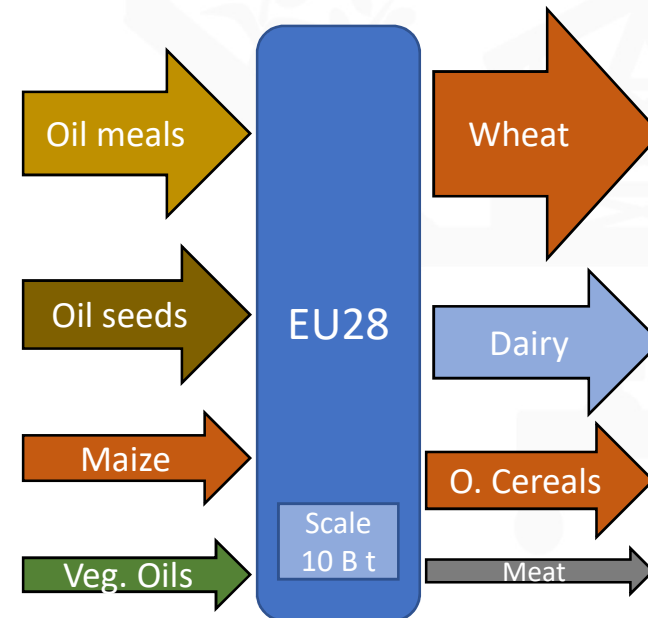 Oil meals
Oil seeds
Maize
Veg. Oils
EU28
Scale
10 B t
Wheat
Dairy
O. Cereals
Meat